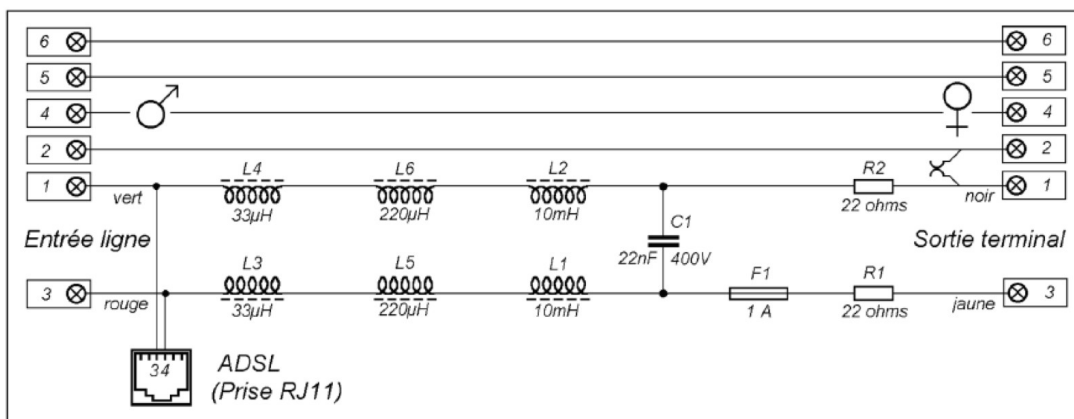 6 6
5 5
4 4
2 2
L4 L6 L2 R2
1 1
vert noir
33µH 220µH 10mH 22 ohms
C1
Entrée ligne Sortie terminal
22nF 400V
L3 L5 L1 F1 R1
3 3
rouge jaune
33µH 220µH 10mH 1 A 22 ohms
34
ADSL
(Prise RJ11)